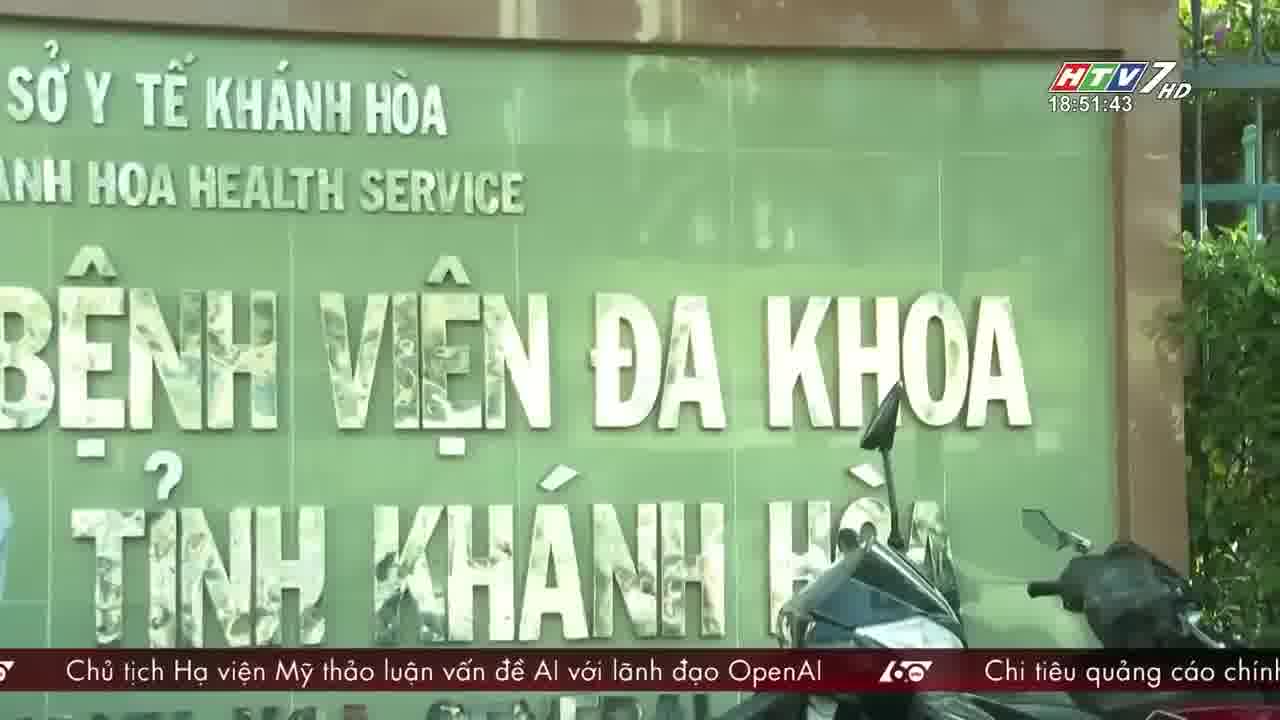 SỞ Y TẾ KHÁNH HÒA
HTV7 HD
18:51:43
ANH HOA HEALTH SERVICE
BỆNH VIỆN ĐA KHOA
TỈNH KHÁNH HÒA
Chủ tịch Hạ viện Mỹ thảo luận vấn đề AI với lãnh đạo OpenAI
Chi tiêu quảng cáo chính